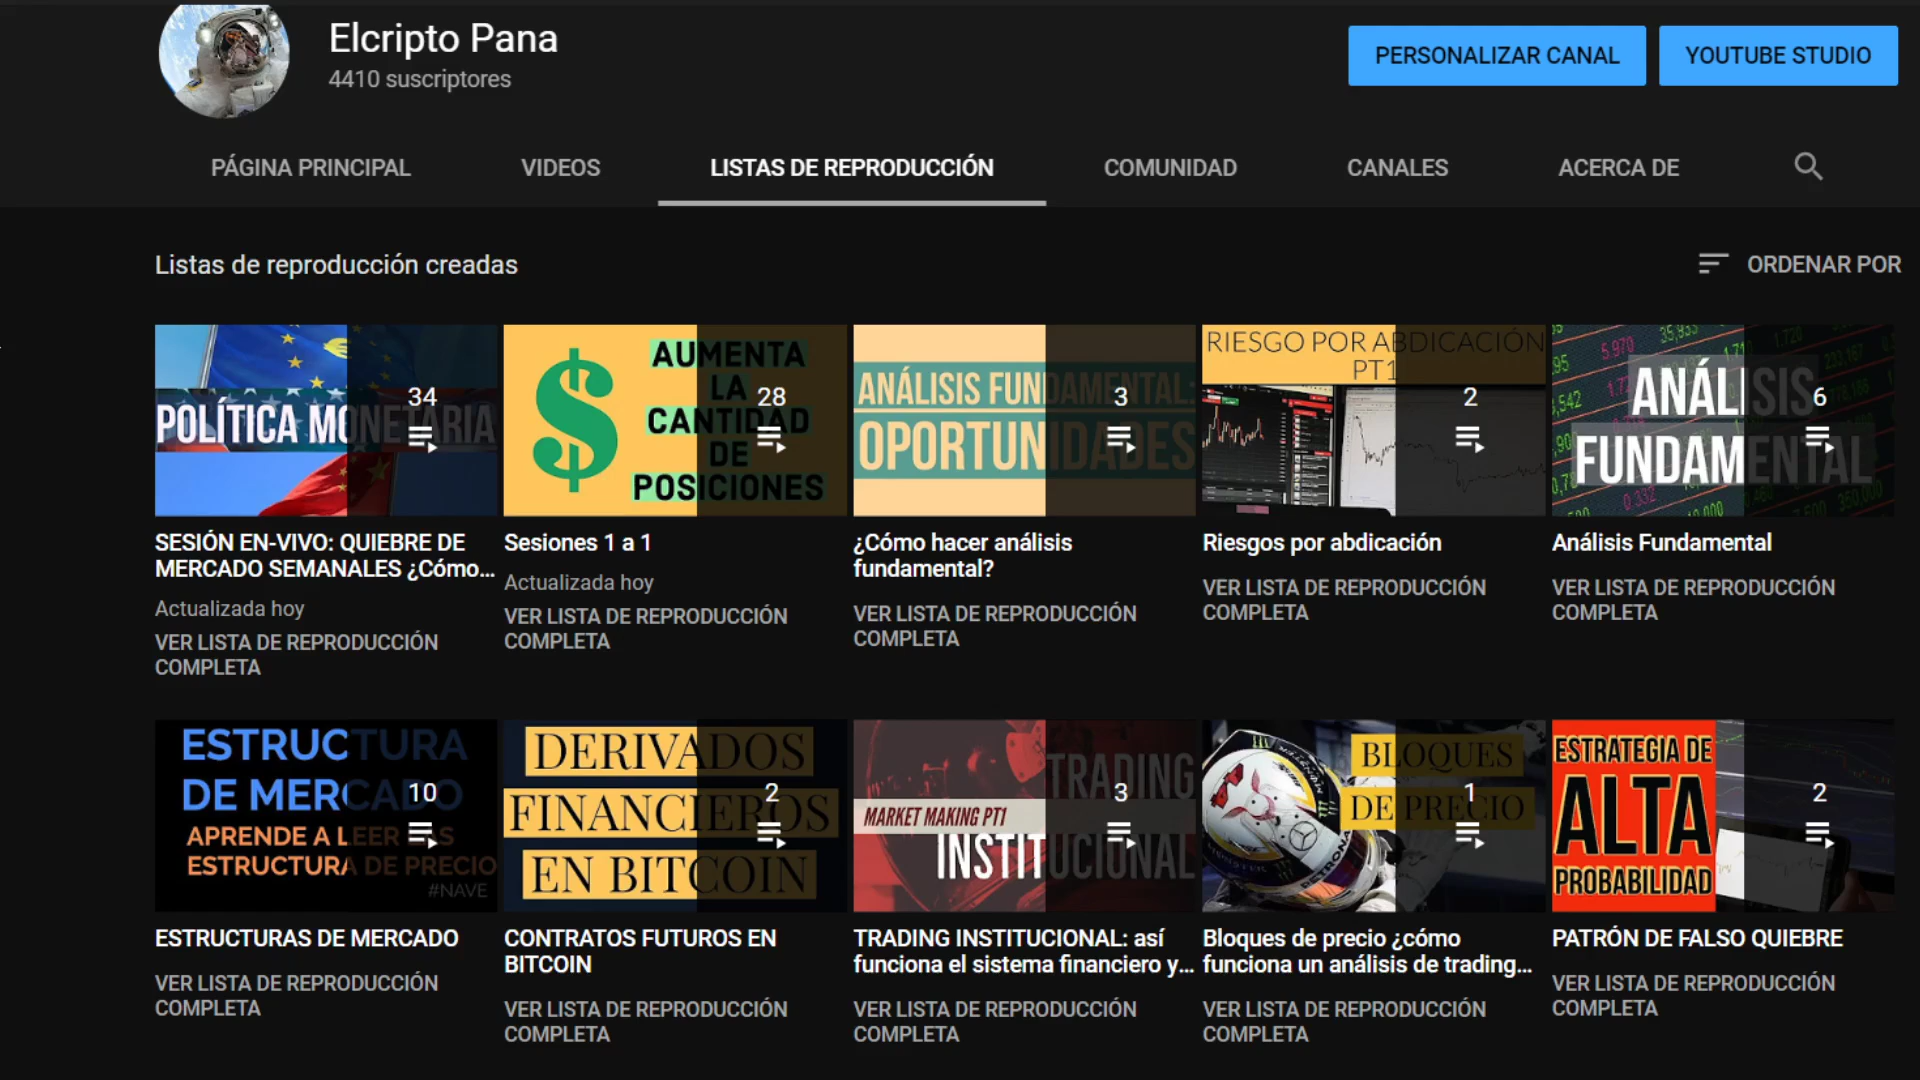 Elcripto Pana
4410 suscriptores
PERSONALIZAR CANAL
YOUTUBE STUDIO
PÁGINA PRINCIPAL
VIDEOS
LISTAS DE REPRODUCCIÓN
COMUNIDAD
CANALES
ACERCA DE
Listas de reproducción creadas
ORDENAR POR
POLÍTICA MONETARIA
34
SESIÓN EN-VIVO: QUIEBRE DE
MERCADO SEMANALES ¿Cómo...
Actualizada hoy
VER LISTA DE REPRODUCCIÓN
COMPLETA
$
AUMENTA
LA
CANTIDAD
DE
POSICIONES
28
Sesiones 1 a 1
Actualizada hoy
VER LISTA DE REPRODUCCIÓN
COMPLETA
ANÁLISIS FUNDAMENTAL:
OPORTUNIDADES
3
¿Cómo hacer análisis
fundamental?
VER LISTA DE REPRODUCCIÓN
COMPLETA
RIESGO POR ABDICACIÓN
PT1
2
Riesgos por abdicación
VER LISTA DE REPRODUCCIÓN
COMPLETA
ANÁLISIS
FUNDAMENTAL
6
Análisis Fundamental
VER LISTA DE REPRODUCCIÓN
COMPLETA
ESTRUCTURA
DE MERCADO
APRENDE A LEER LAS
ESTRUCTURA DE PRECIO
#NAVE
10
ESTRUCTURAS DE MERCADO
VER LISTA DE REPRODUCCIÓN
COMPLETA
DERIVADOS
FINANCIEROS
EN BITCOIN
2
CONTRATOS FUTUROS EN
BITCOIN
VER LISTA DE REPRODUCCIÓN
COMPLETA
TRADING
MARKET MAKING PT1
INSTITUCIONAL
3
TRADING INSTITUCIONAL: así
funciona el sistema financiero y...
VER LISTA DE REPRODUCCIÓN
COMPLETA
BLOQUES
DE PRECIO
1
Bloques de precio ¿cómo
funciona un análisis de trading...
VER LISTA DE REPRODUCCIÓN
COMPLETA
ESTRATEGIA DE
ALTA
PROBABILIDAD
2
PATRÓN DE FALSO QUIEBRE
VER LISTA DE REPRODUCCIÓN
COMPLETA